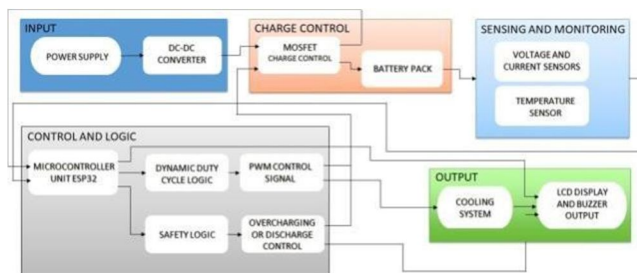 INPUT
POWER SUPPLY
DC-DC
CONVERTER
CHARGE CONTROL
MOSFET
CHARGE CONTROL
BATTERY PACK
SENSING AND MONITORING
VOLTAGE AND
CURRENT SENSORS
TEMPERATURE
SENSOR
CONTROL AND LOGIC
MICROCONTROLLER
UNIT ESP32
DYNAMIC DUTY
CYCLE LOGIC
PWM CONTROL
SIGNAL
SAFETY LOGIC
OVERCHARGING
OR DISCHARGE
CONTROL
OUTPUT
COOLING
SYSTEM
LCD DISPLAY
AND BUZZER
OUTPUT